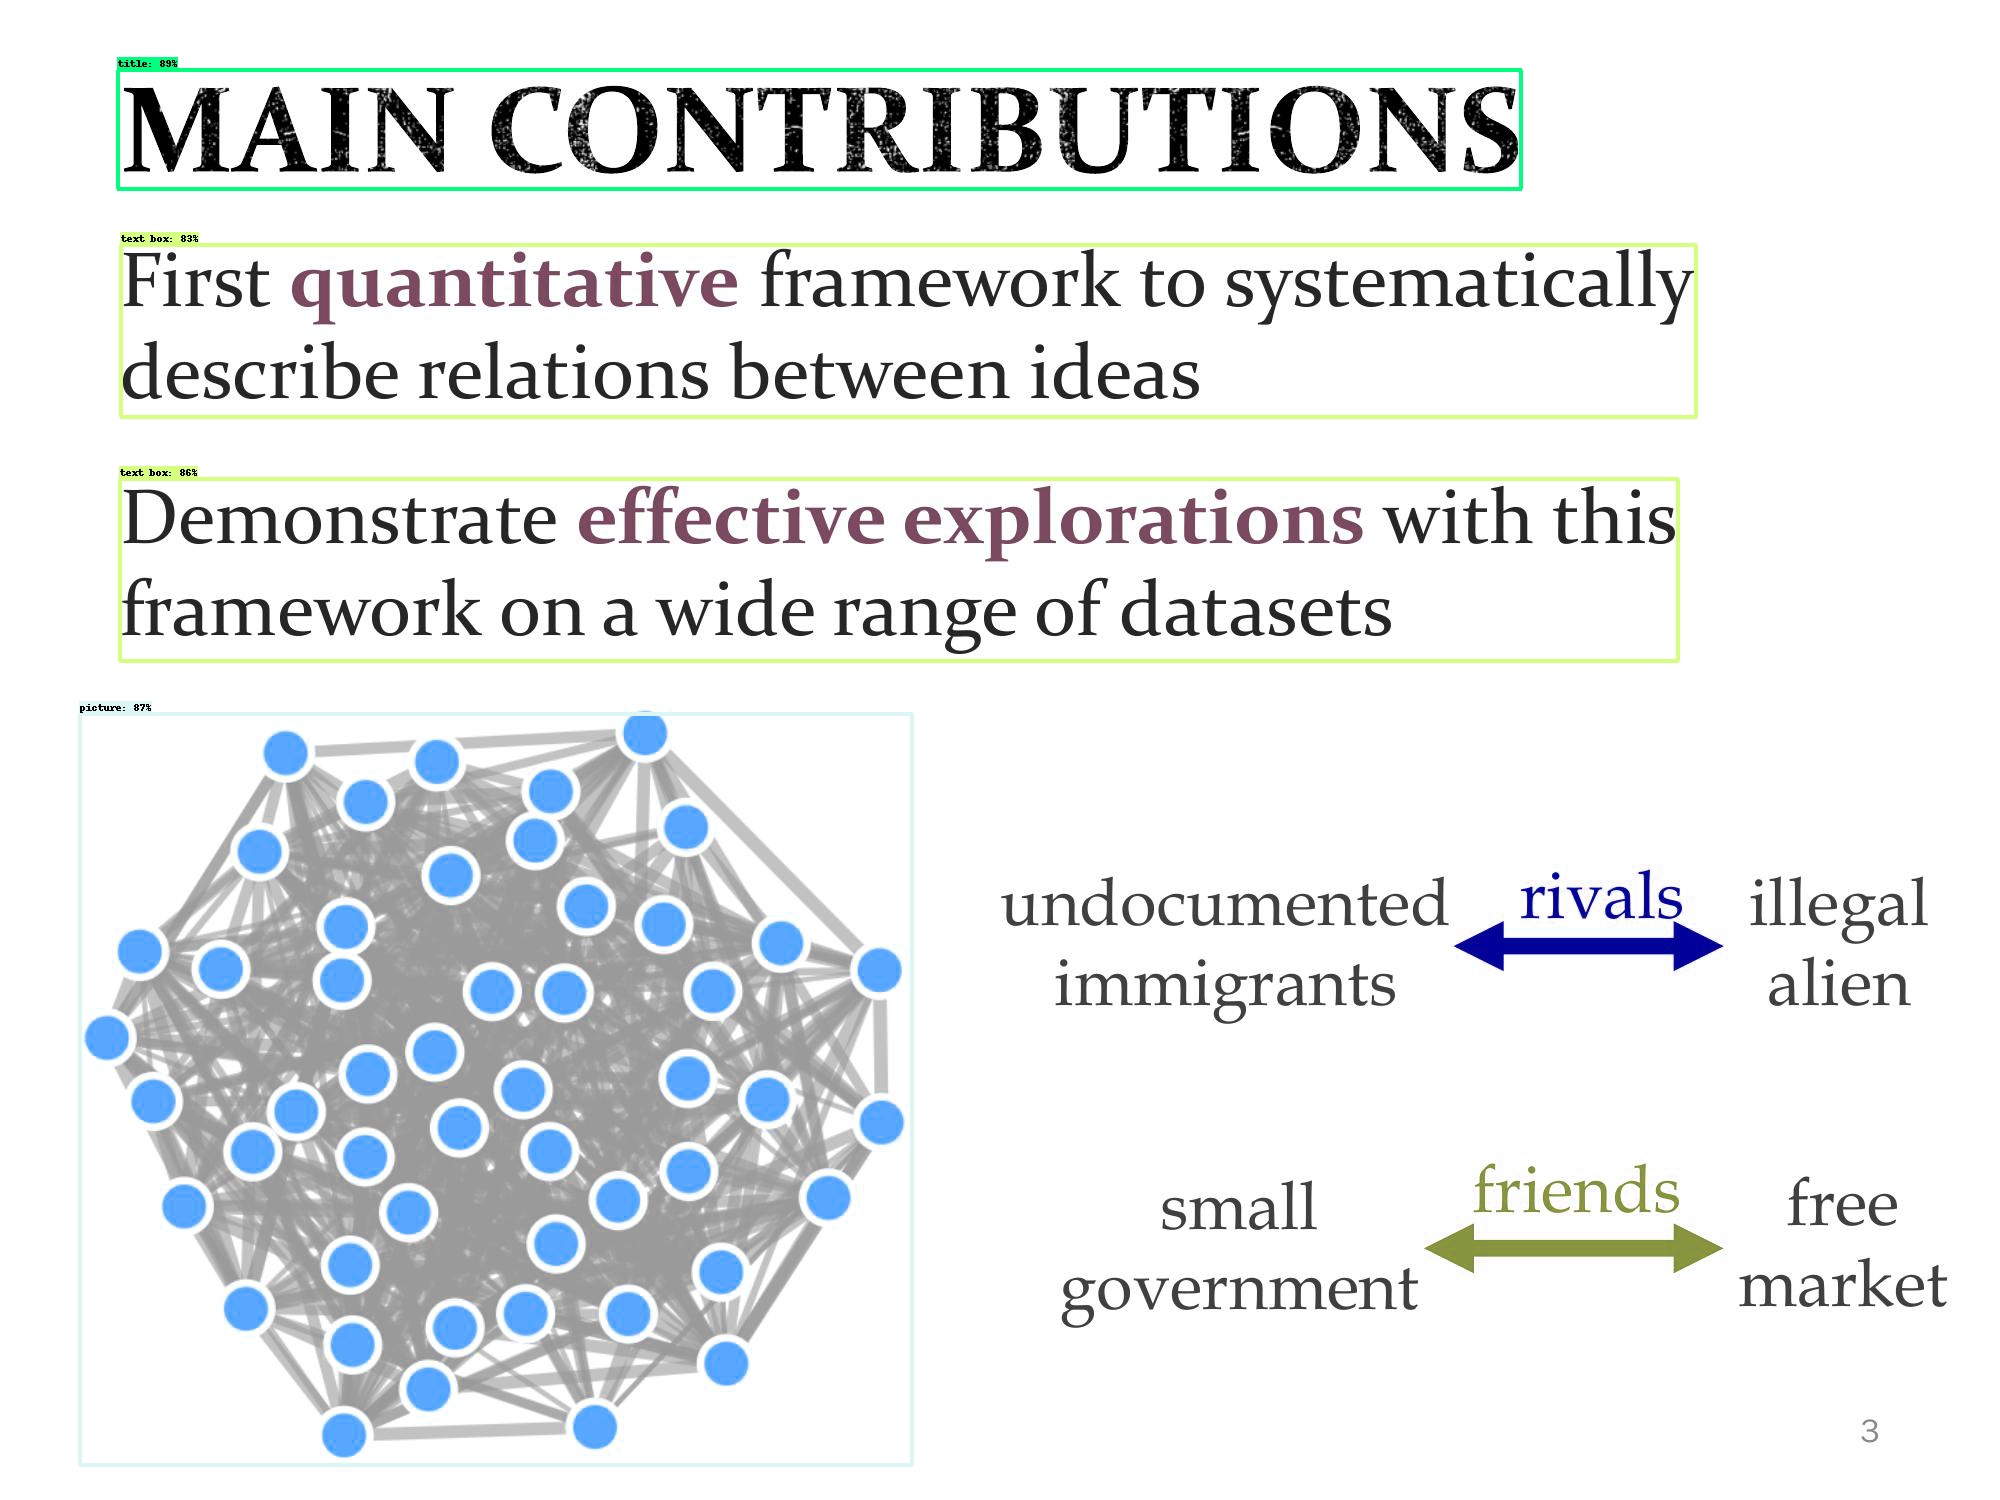 title: 89%
MAIN CONTRIBUTIONS
text box: 83%
First quantitative framework to systematically
describe relations between ideas
text box: 86%
Demonstrate effective explorations with this
framework on a wide range of datasets
picture: 87%
undocumented
immigrants
rivals
illegal
alien
small
government
friends
free
market
3